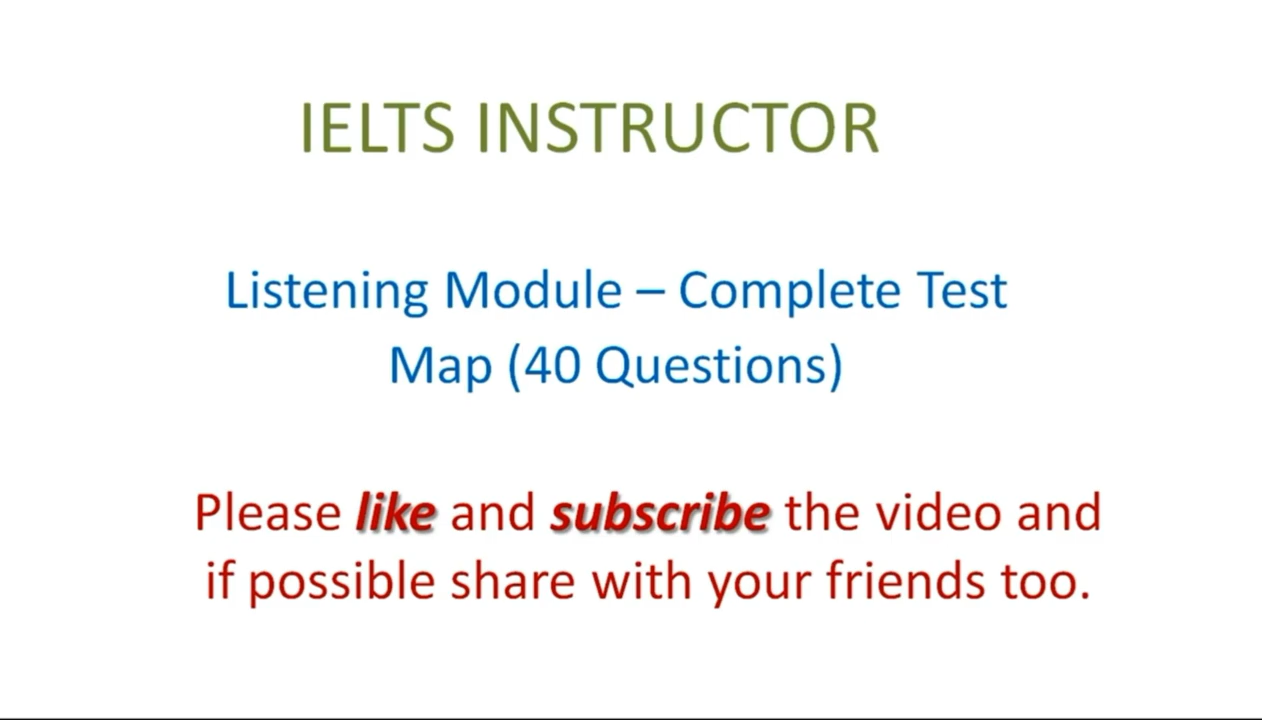 IELTS INSTRUCTOR
Listening Module – Complete Test
Map (40 Questions)
Please like and subscribe the video and
if possible share with your friends too.